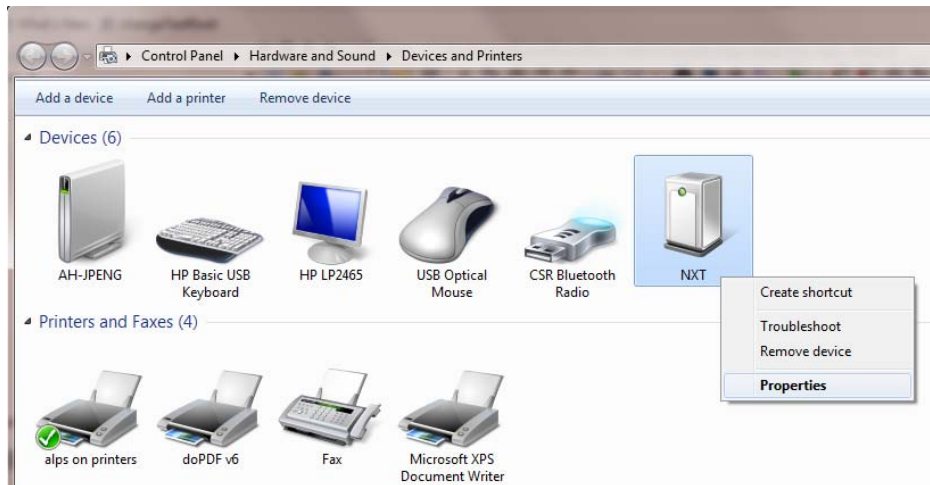 Control Panel Hardware and Sound Devices and Printers
Add a device Add a printer Remove device
Devices (6)
AH-JPENG
HP Basic USB
Keyboard
HP LP2465
USB Optical
Mouse
CSR Bluetooth
Radio
NXT
Create shortcut
Troubleshoot
Remove device
Properties
Printers and Faxes (4)
alps on printers
doPDF v6
Fax
Microsoft XPS
Document Writer